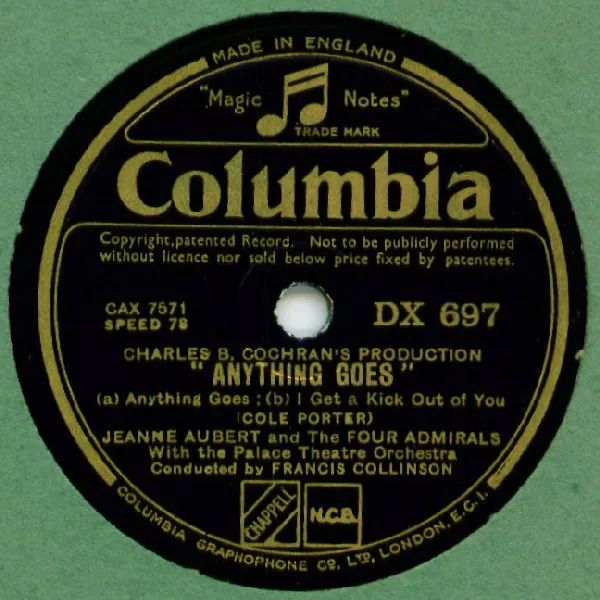 MADE IN ENGLAND
"Magic Notes"
TRADE MARK
Columbia
Copyright,patented Record. Not to be publicly performed
without licence nor sold below price fixed by patentees.
CAX 7571
SPEED 78
DX 697
CHARLES B. COCHRAN'S PRODUCTION
"ANYTHING GOES"
(a) Anything Goes ; (b) I Get a Kick Out of You
(COLE PORTER)
JEANNE AUBERT and The FOUR ADMIRALS
With the Palace Theatre Orchestra
Conducted by FRANCIS COLLINSON
CHAPPELL
N.C.B.
COLUMBIA GRAPHOPHONE CO. LTD. LONDON. E.C.1.